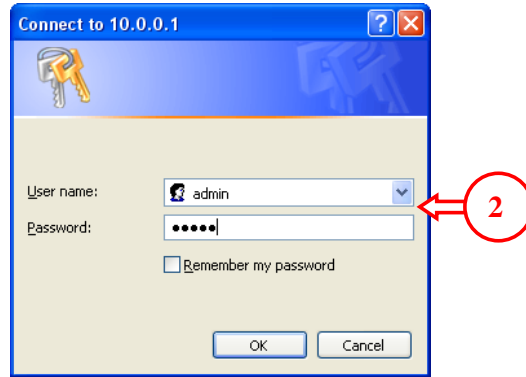 Connect to 10.0.0.1
User name:
admin
2
Password:
•••••
Remember my password
OK
Cancel